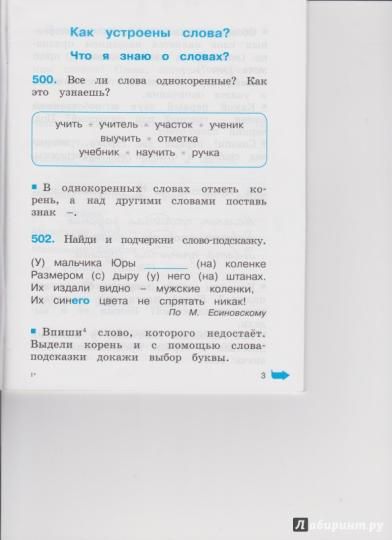 Как устроены слова?
Что я знаю о словах?
500. Все ли слова однокоренные? Как
это узнаешь?
учить * учитель * участок * ученик
выучить * отметка
учебник * научить * ручка
В однокоренных словах отметь ко-
рень, а над другими словами поставь
знак –.
502. Найди и подчеркни слово-подсказку.
(У) мальчика Юры ______ (на) коленке
Размером (с) дыру (у) него (на) штанах.
Их издали видно – мужские коленки,
Их синего цвета не спрятать никак!
По М. Есиновскому
Впиши⁴ слово, которого недостаёт.
Выдели корень и с помощью слова-
подсказки докажи выбор буквы.
1*
3
Лабиринт.ру